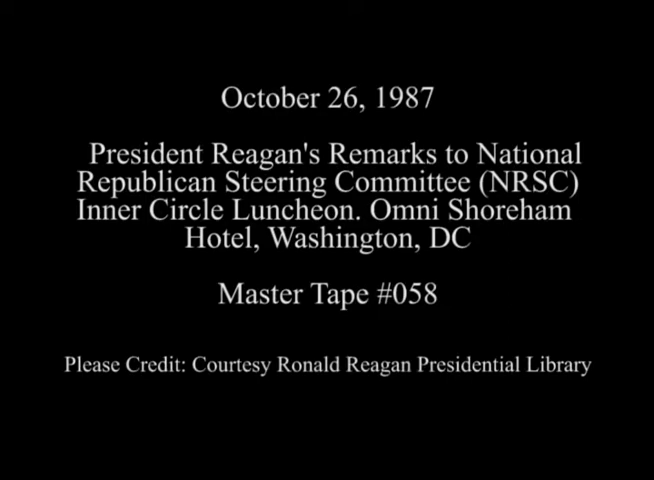 October 26, 1987
President Reagan's Remarks to National
Republican Steering Committee (NRSC)
Inner Circle Luncheon. Omni Shoreham
Hotel, Washington, DC
Master Tape #058
Please Credit: Courtesy Ronald Reagan Presidential Library